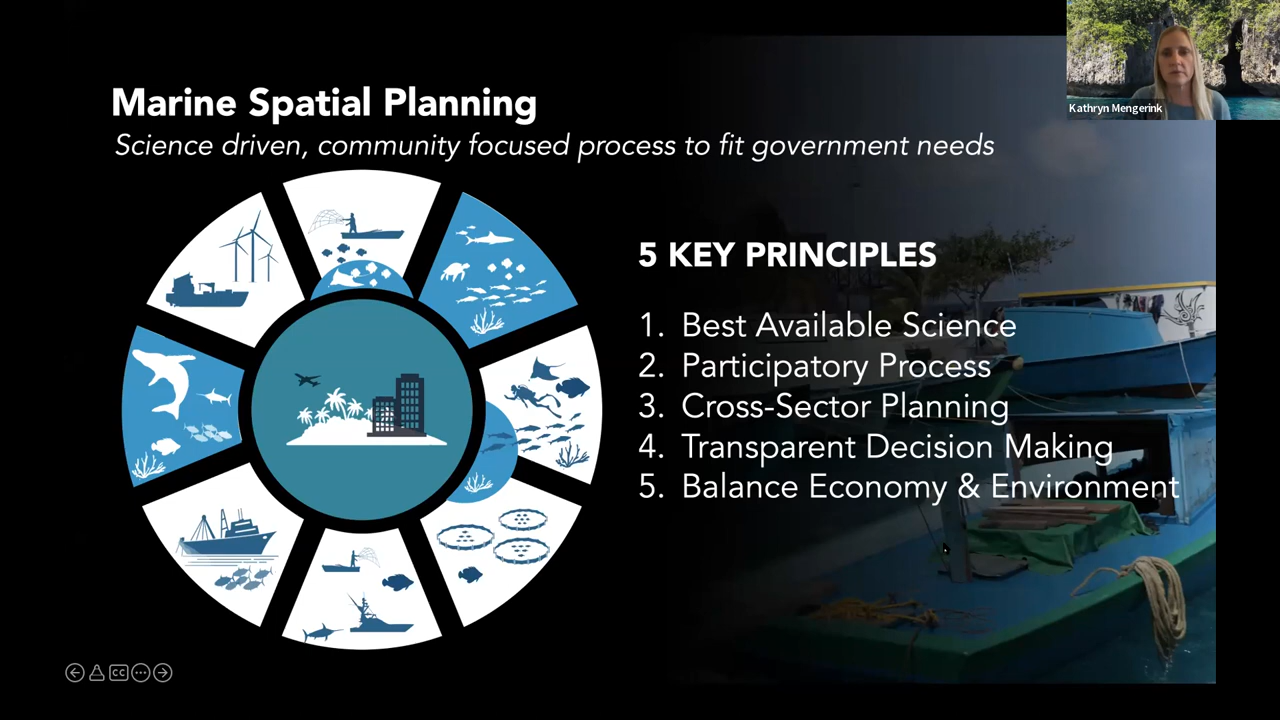 Marine Spatial Planning
Science driven, community focused process to fit government needs
Kathryn Mengerink
5 KEY PRINCIPLES
1. Best Available Science
2. Participatory Process
3. Cross-Sector Planning
4. Transparent Decision Making
5. Balance Economy & Environment
CC